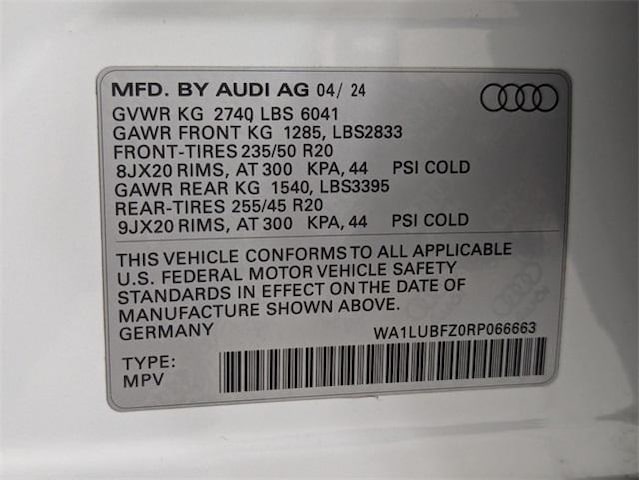 MFD. BY AUDI AG 04/ 24
GVWR KG 2740 LBS 6041
GAWR FRONT KG 1285, LBS2833
FRONT-TIRES 235/50 R20
8JX20 RIMS, AT 300 KPA, 44 PSI COLD
GAWR REAR KG 1540, LBS3395
REAR-TIRES 255/45 R20
9JX20 RIMS, AT 300 KPA, 44 PSI COLD
THIS VEHICLE CONFORMS TO ALL APPLICABLE
U.S. FEDERAL MOTOR VEHICLE SAFETY
STANDARDS IN EFFECT ON THE DATE OF
MANUFACTURE SHOWN ABOVE.
GERMANY WA1LUBFZ0RP066663
TYPE:
MPV